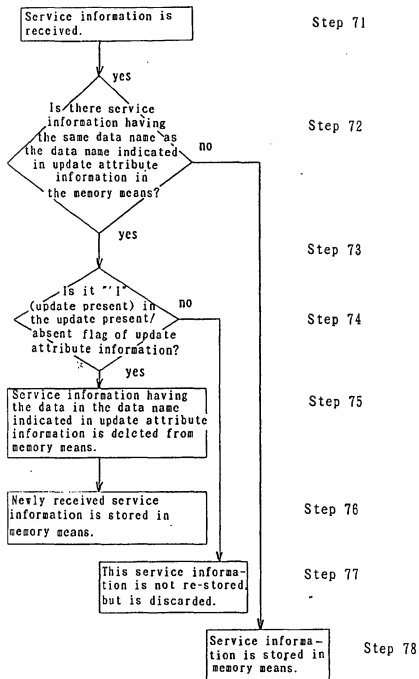 Service information is
received.
Step 71
yes
Is there service
information having
the same data name as
the data name indicated
in update attribute
information in
the memory means?
no
Step 72
yes
Step 73
Is it "'1"
(update present) in
the update present/
absent flag of update
attribute information?
no
Step 74
yes
Service information having
the data in the data name
indicated in update attribute
information is deleted from
memory means.
Step 75
Newly received service
information is stored in
memory means.
Step 76
This service informa-
tion is not re-stored,
but is discarded.
Step 77
Service informa-
tion is stored in
memory means.
Step 78